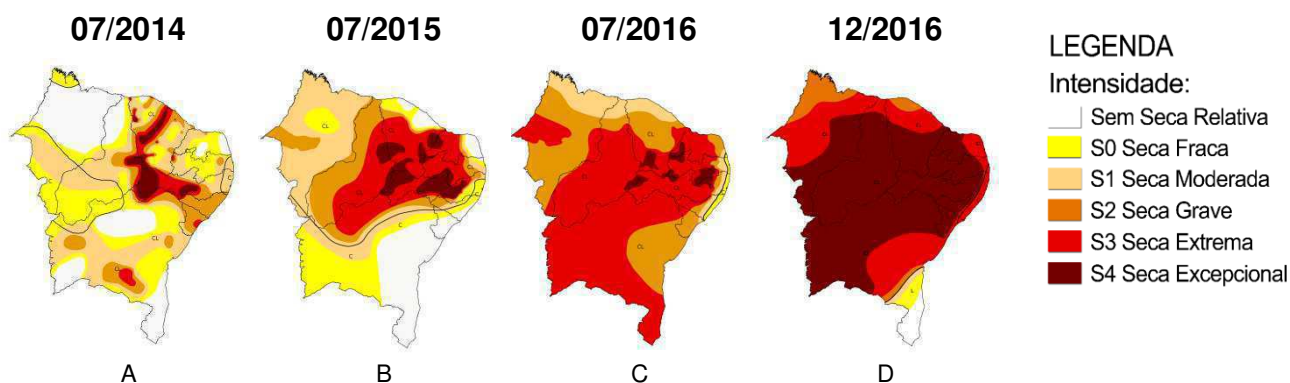 07/2014
07/2015
07/2016
12/2016
LEGENDA
Intensidade:
Sem Seca Relativa
S0 Seca Fraca
S1 Seca Moderada
S2 Seca Grave
S3 Seca Extrema
S4 Seca Excepcional
A
B
C
D